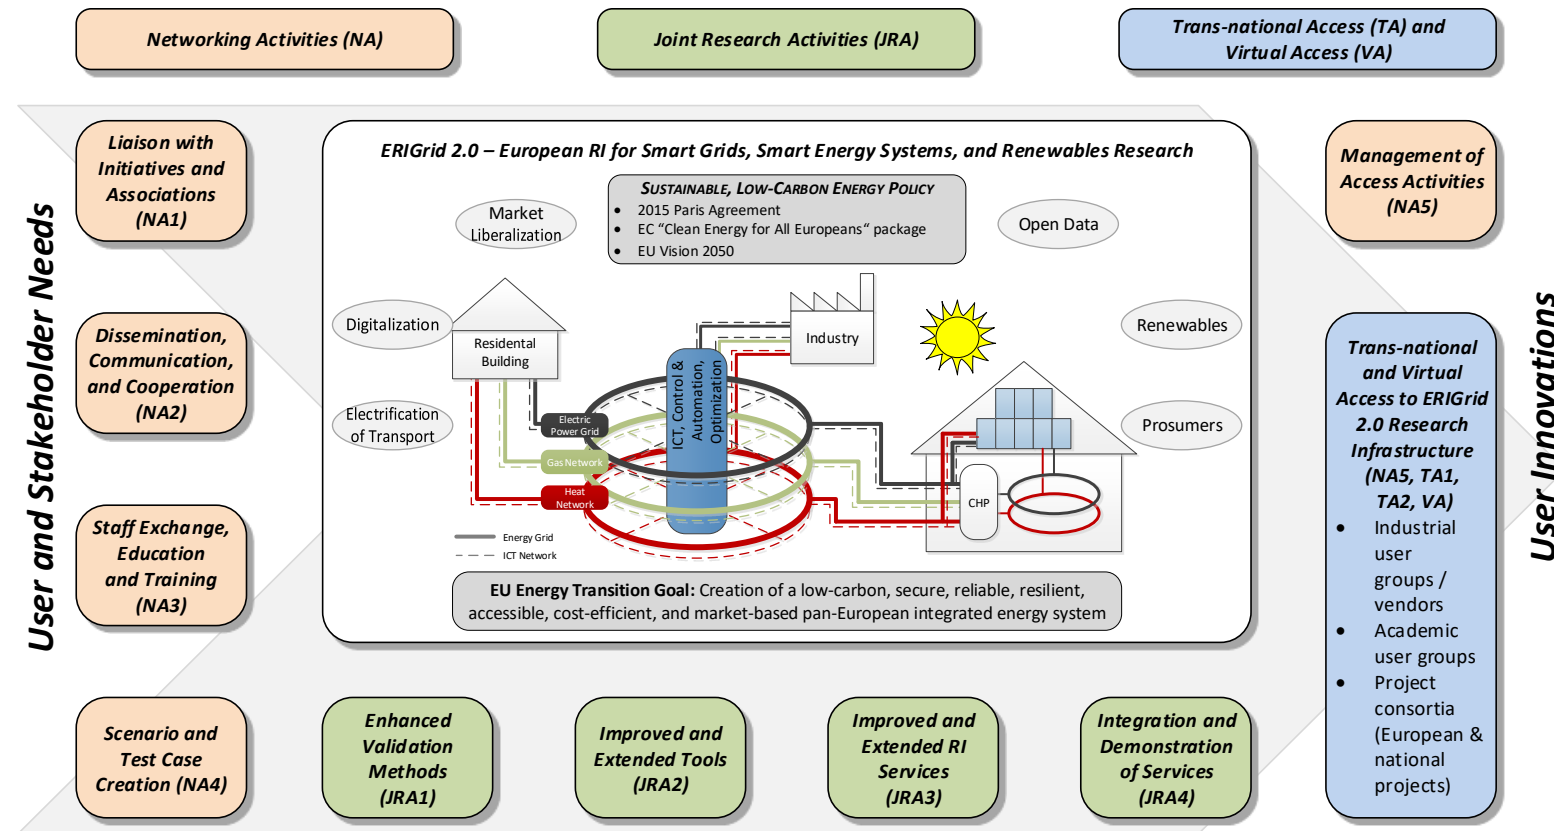 Networking Activities (NA)
Joint Research Activities (JRA)
Trans-national Access (TA) and
Virtual Access (VA)
User and Stakeholder Needs
Liaison with
Initiatives and
Associations
(NA1)
Dissemination,
Communication,
and Cooperation
(NA2)
Staff Exchange,
Education
and Training
(NA3)
Scenario and
Test Case
Creation (NA4)
ERIGrid 2.0 – European RI for Smart Grids, Smart Energy Systems, and Renewables Research
SUSTAINABLE, LOW-CARBON ENERGY POLICY
• 2015 Paris Agreement
• EC “Clean Energy for All Europeans“ package
• EU Vision 2050
Market
Liberalization
Open Data
Digitalization
Renewables
Electrification
of Transport
Prosumers
Residental
Building
Industry
ICT, Control &
Automation,
Optimization
Electric
Power Grid
Gas Network
Heat
Network
CHP
Energy Grid
ICT Network
EU Energy Transition Goal: Creation of a low-carbon, secure, reliable, resilient,
accessible, cost-efficient, and market-based pan-European integrated energy system
Enhanced
Validation
Methods
(JRA1)
Improved and
Extended Tools
(JRA2)
Improved and
Extended RI
Services
(JRA3)
Integration and
Demonstration
of Services
(JRA4)
Management of
Access Activities
(NA5)
Trans-national
and Virtual
Access to ERIGrid
2.0 Research
Infrastructure
(NA5, TA1,
TA2, VA)
• Industrial
user
groups /
vendors
• Academic
user groups
• Project
consortia
(European &
national
projects)
User Innovations